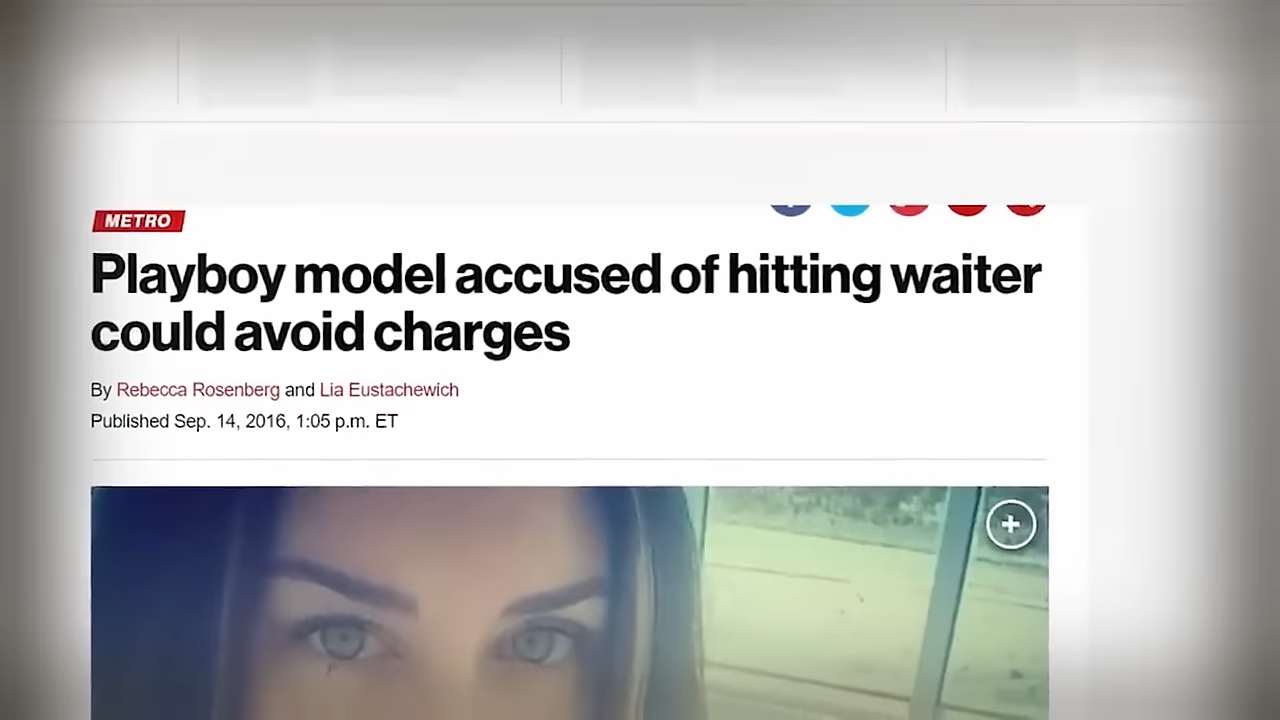 METRO
Playboy model accused of hitting waiter
could avoid charges
By Rebecca Rosenberg and Lia Eustachewich
Published Sep. 14, 2016, 1:05 p.m. ET